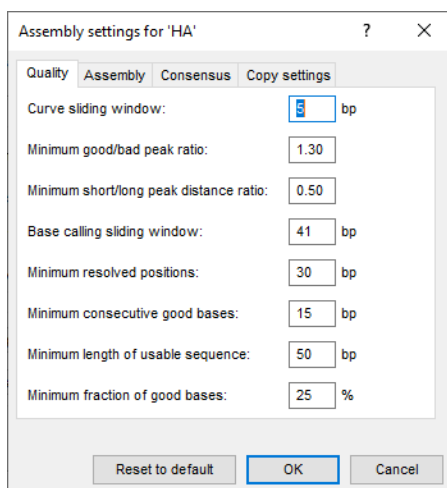 Assembly settings for 'HA' ?
Quality Assembly Consensus Copy settings
Curve sliding window: 5 bp
Minimum good/bad peak ratio: 1.30
Minimum short/long peak distance ratio: 0.50
Base calling sliding window: 41 bp
Minimum resolved positions: 30 bp
Minimum consecutive good bases: 15 bp
Minimum length of usable sequence: 50 bp
Minimum fraction of good bases: 25 %
Reset to default OK Cancel